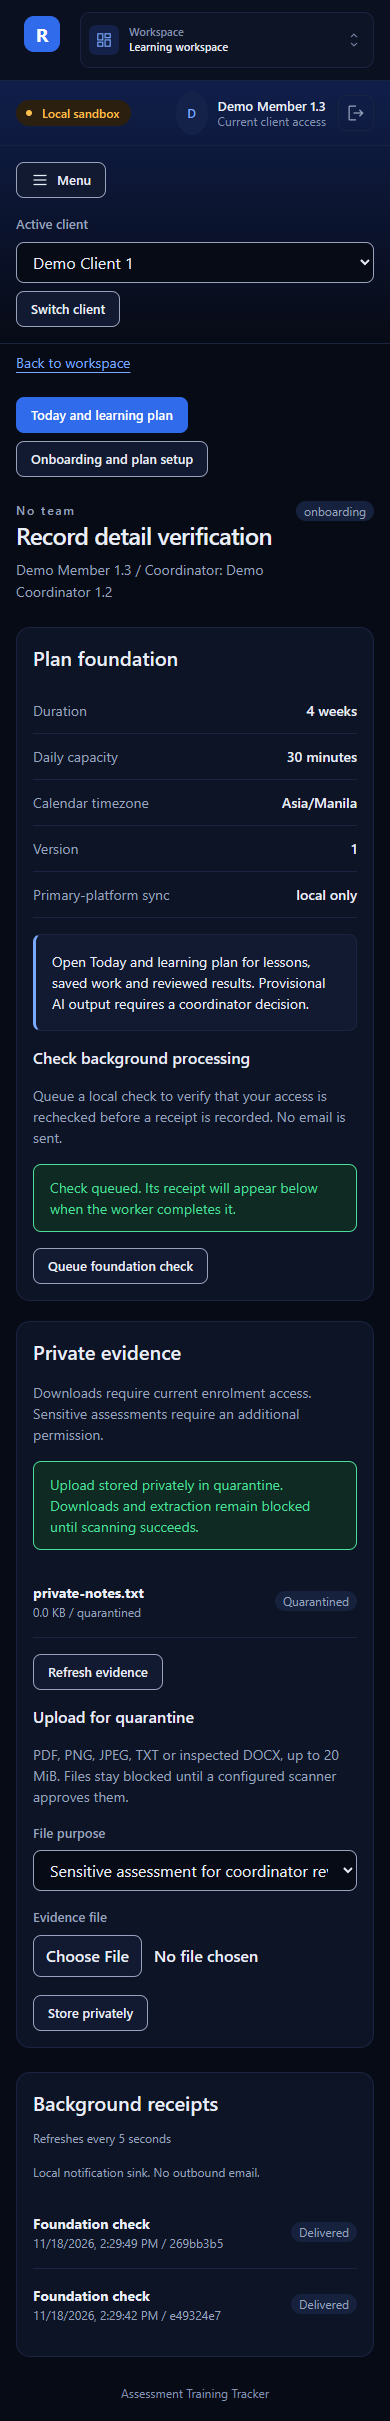 R
Workspace
Learning workspace
Local sandbox
D
Demo Member 1.3
Current client access
Menu
Active client
Demo Client 1
Switch client
Back to workspace
Today and learning plan
Onboarding and plan setup
No team
onboarding
Record detail verification
Demo Member 1.3 / Coordinator: Demo
Coordinator 1.2
Plan foundation
Duration 4 weeks
Daily capacity 30 minutes
Calendar timezone Asia/Manila
Version 1
Primary-platform sync local only
Open Today and learning plan for lessons,
saved work and reviewed results. Provisional
AI output requires a coordinator decision.
Check background processing
Queue a local check to verify that your access is
rechecked before a receipt is recorded. No email is
sent.
Check queued. Its receipt will appear below
when the worker completes it.
Queue foundation check
Private evidence
Downloads require current enrolment access.
Sensitive assessments require an additional
permission.
Upload stored privately in quarantine.
Downloads and extraction remain blocked
until scanning succeeds.
private-notes.txt
0.0 KB / quarantined
Quarantined
Refresh evidence
Upload for quarantine
PDF, PNG, JPEG, TXT or inspected DOCX, up to 20
MiB. Files stay blocked until a configured scanner
approves them.
File purpose
Sensitive assessment for coordinator
Evidence file
Choose File No file chosen
Store privately
Background receipts
Refreshes every 5 seconds
Local notification sink. No outbound email.
Foundation check
11/18/2026, 2:29:49 PM / 269bb3b5
Delivered
Foundation check
11/18/2026, 2:29:42 PM / e49324e7
Delivered
Assessment Training Tracker